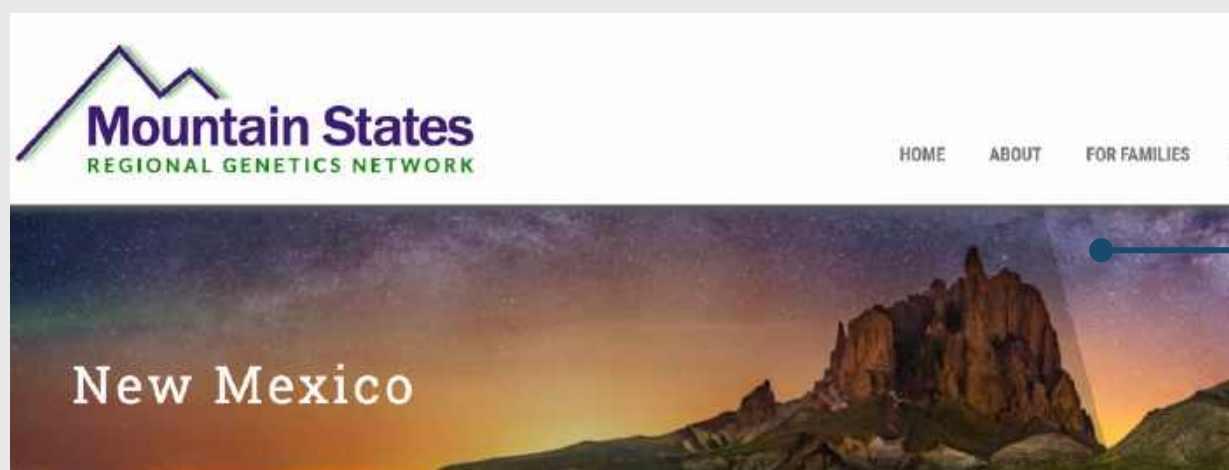 Mountain States
REGIONAL GENETICS NETWORK
HOME ABOUT FOR FAMILIES
New Mexico